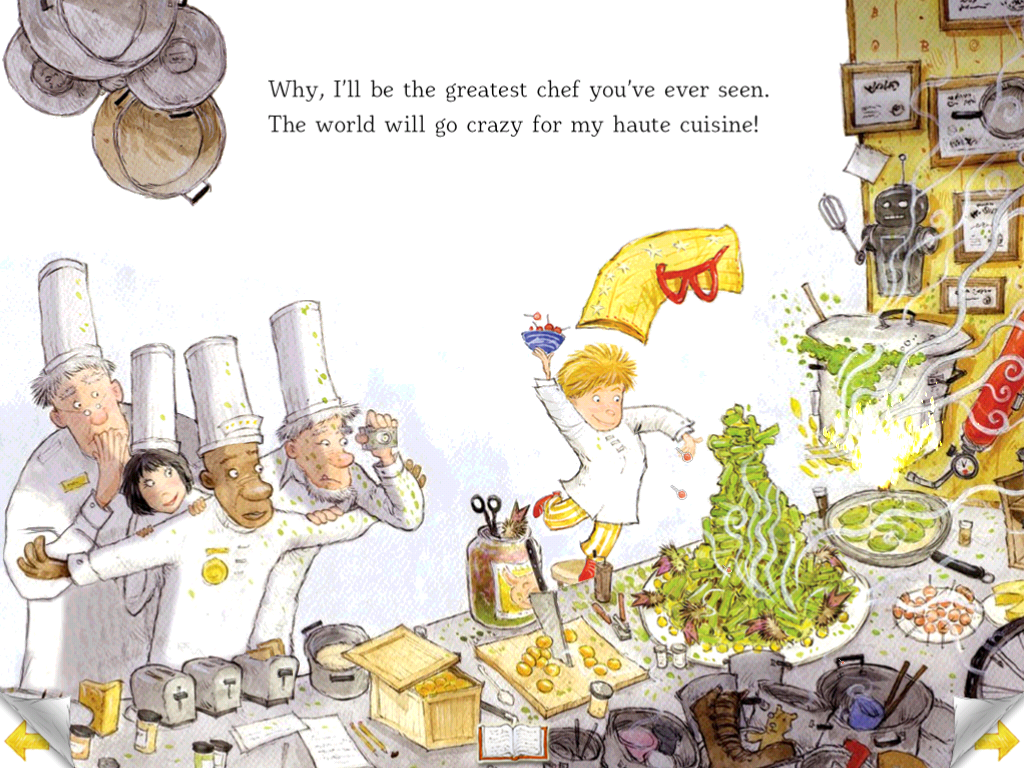 Why, I'll be the greatest chef you've ever seen.
The world will go crazy for my haute cuisine!